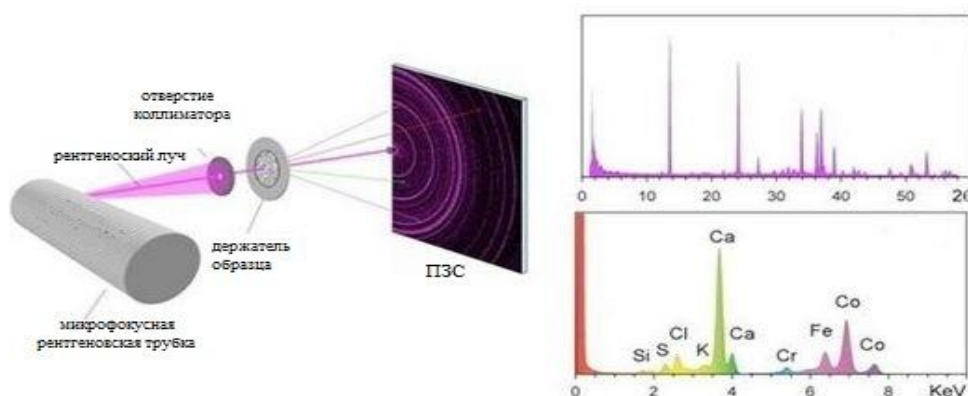 отверстие
коллиматора
рентгеноский луч
держатель
образца
микрофокусная
рентгеновская трубка
ПЗС
0 10 20 30 40 50 2θ
Si S Cl K Ca Ca Cr Fe Co Co
0 2 4 6 8 KeV